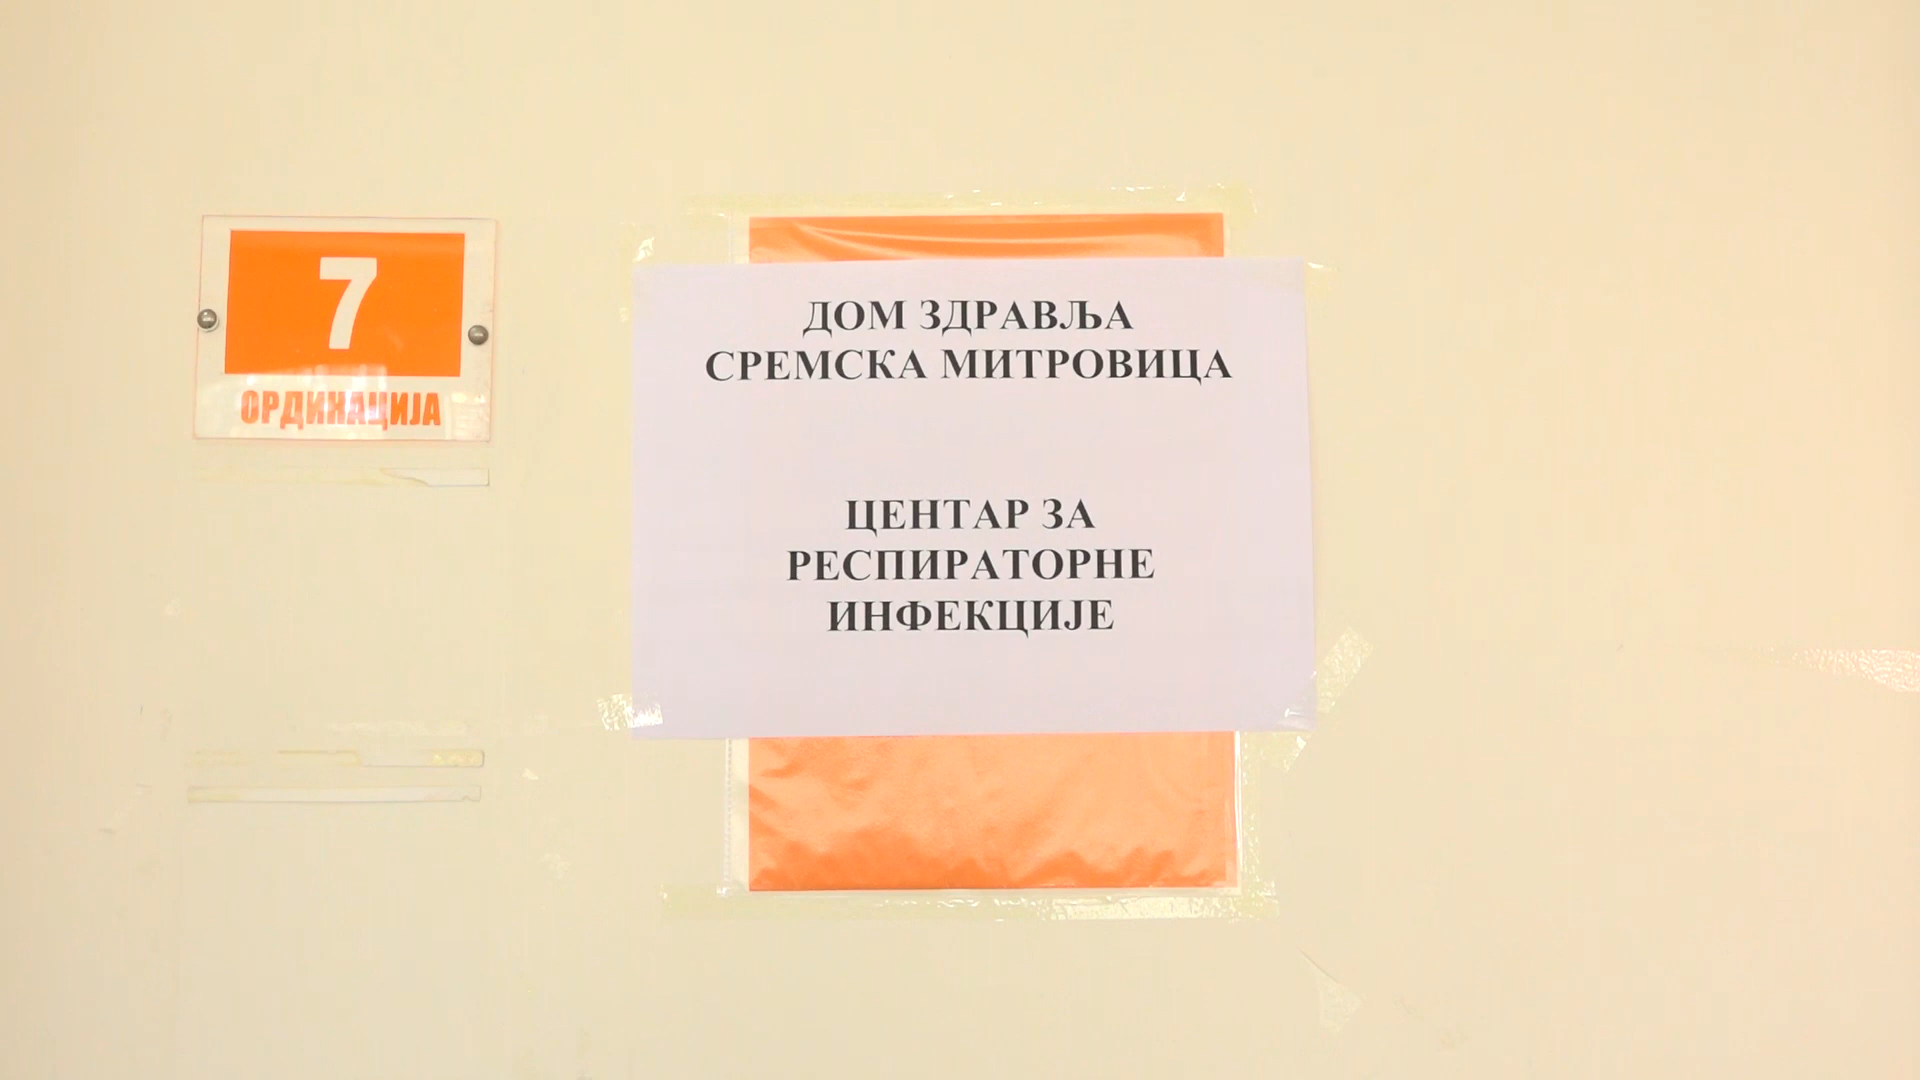 7
ОРДИНАЦИЈА
ДОМ ЗДРАВЉА
СРЕМСКА МИТРОВИЦА
ЦЕНТАР ЗА
РЕСПИРАТОРНЕ
ИНФЕКЦИЈЕ